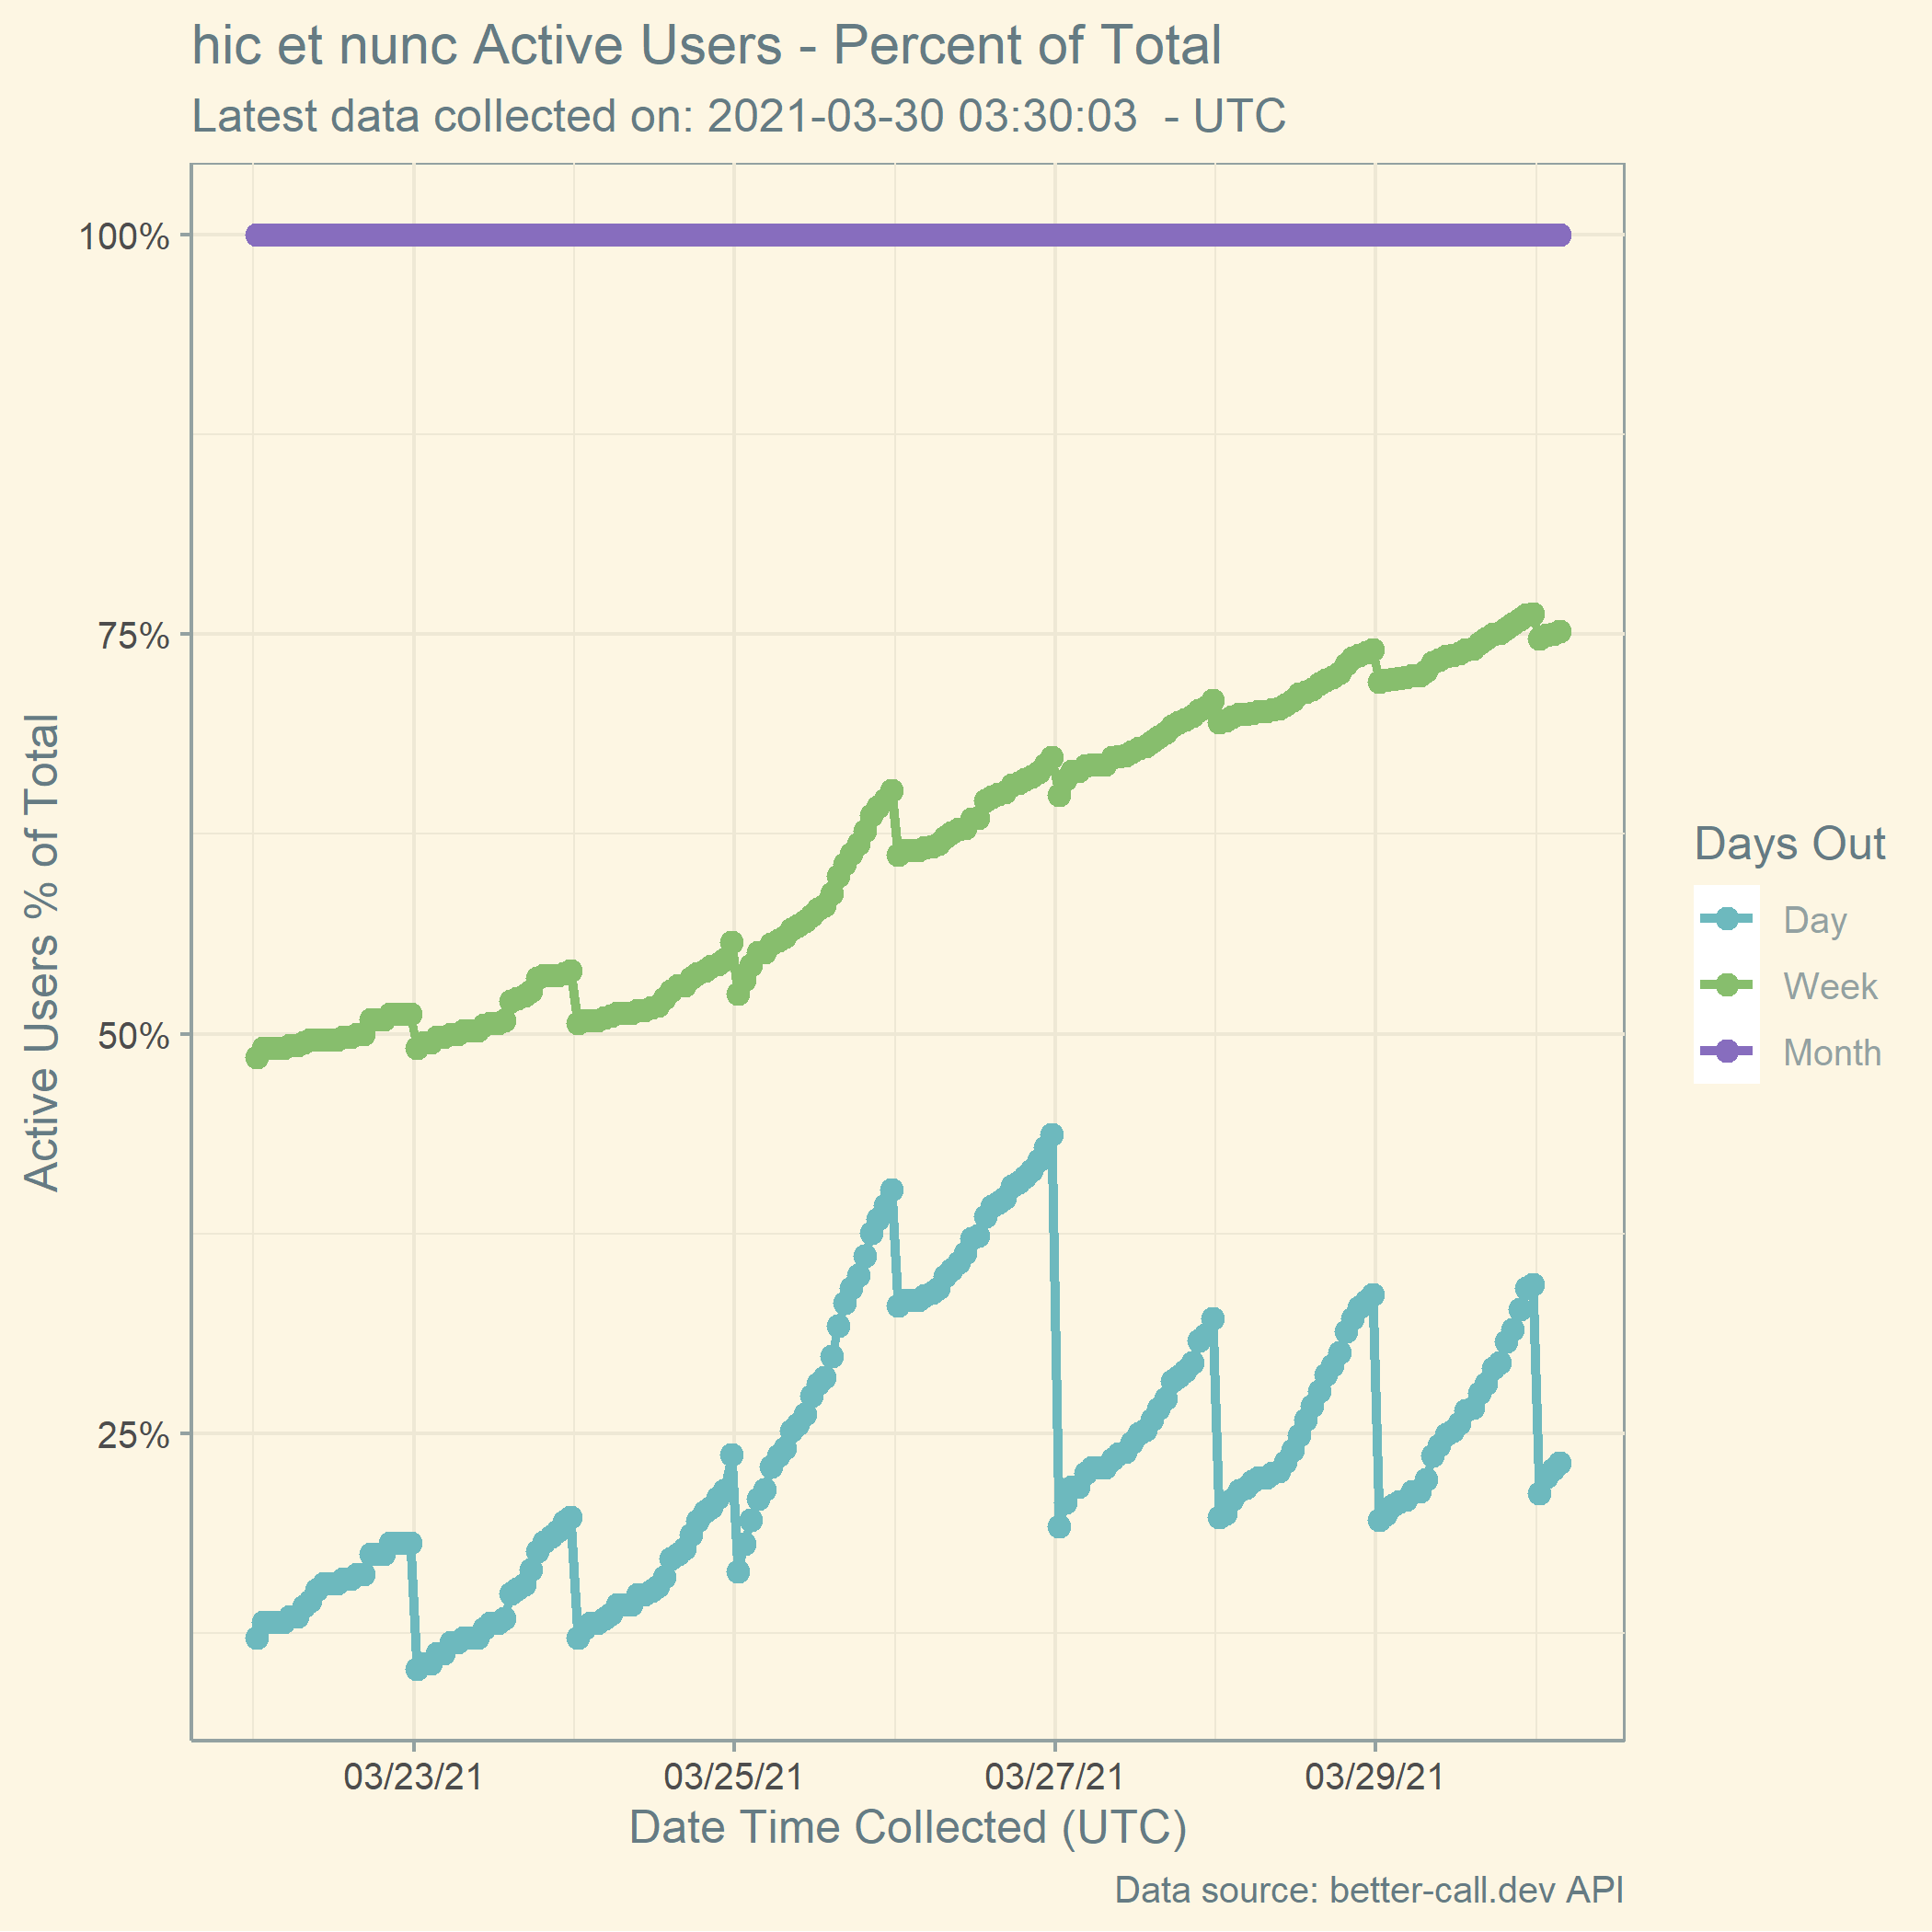 hic et nunc Active Users - Percent of Total
Latest data collected on: 2021-03-30 03:30:03  - UTC
100%
75%
50%
25%
Active Users % of Total
03/23/21
03/25/21
03/27/21
03/29/21
Date Time Collected (UTC)
Days Out
Day
Week
Month
Data source: better-call.dev API